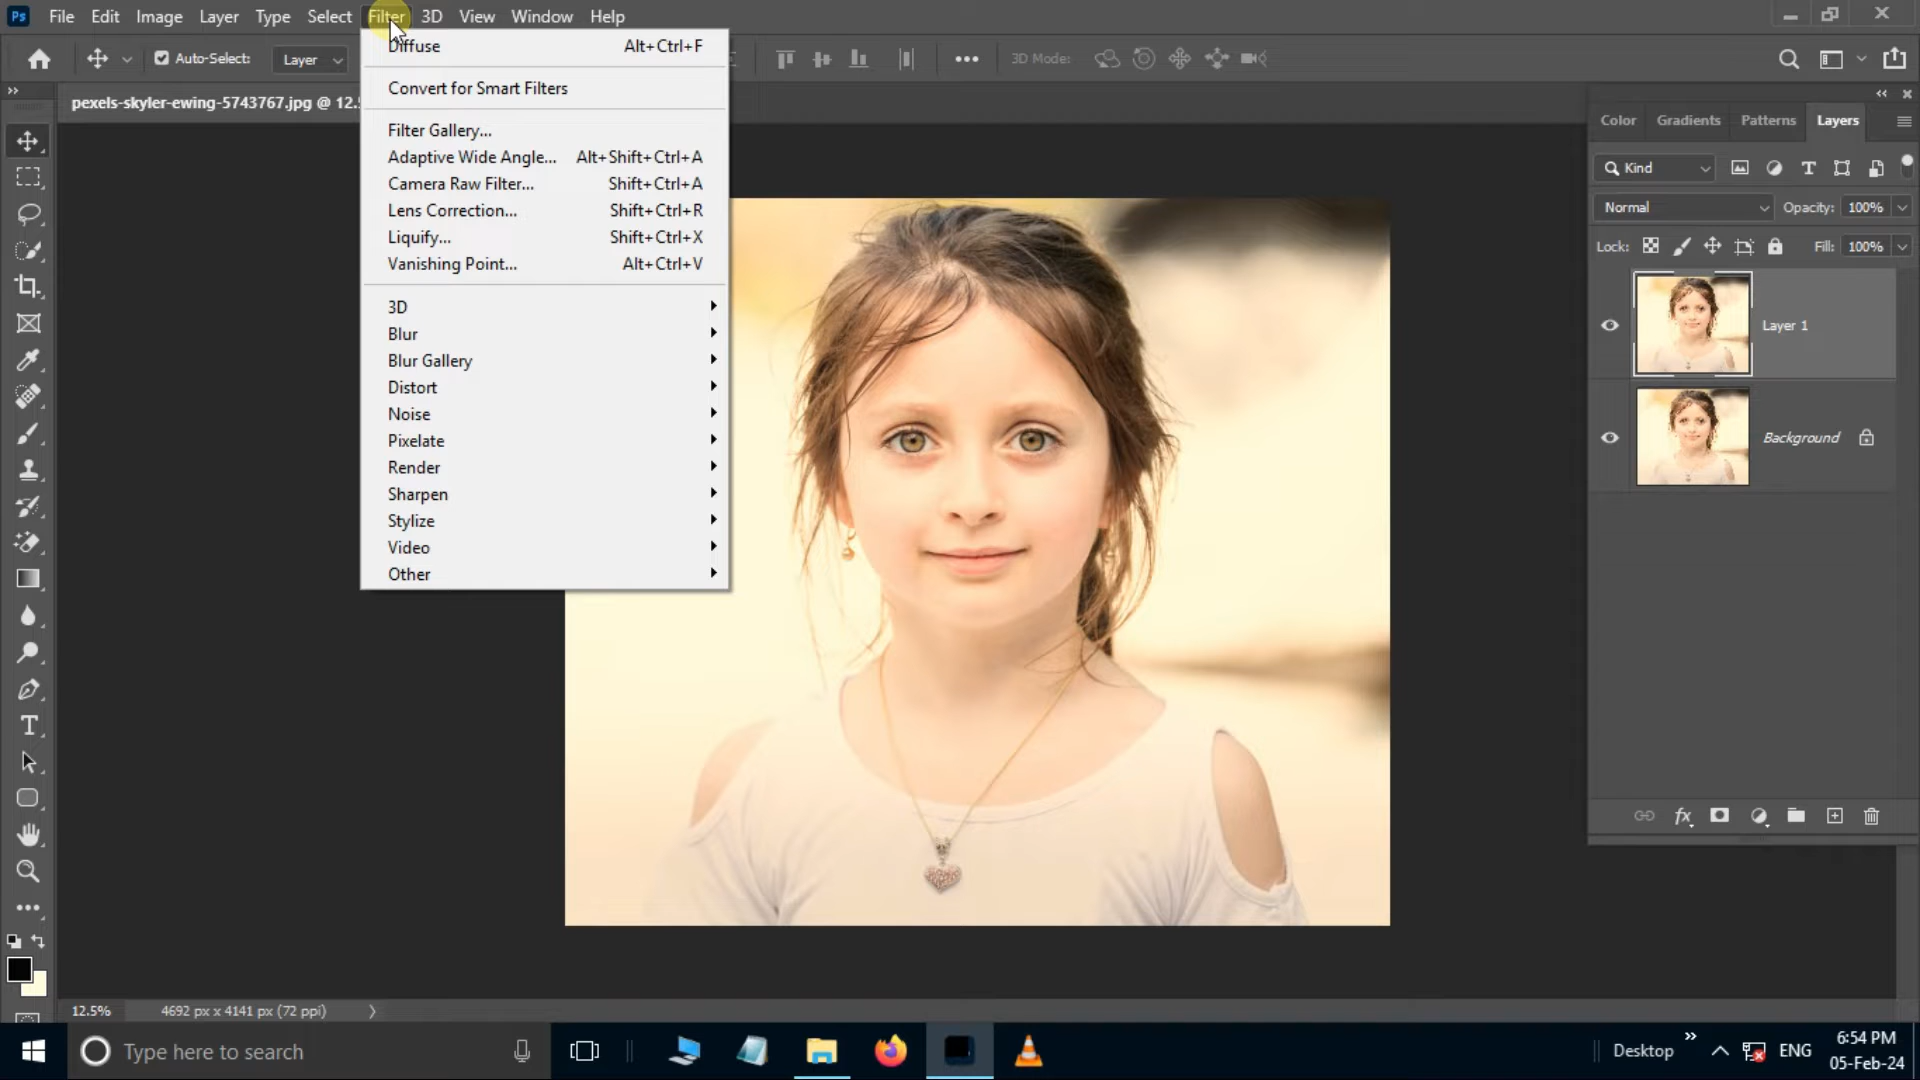 Ps File Edit Image Layer Type Select Filter 3D View Window Help
Auto-Select: Layer 3D Mode:
pexels-skyler-ewing-5743767.jpg @ 12.
Diffuse Alt+Ctrl+F
Convert for Smart Filters
Filter Gallery...
Adaptive Wide Angle... Alt+Shift+Ctrl+A
Camera Raw Filter... Shift+Ctrl+A
Lens Correction... Shift+Ctrl+R
Liquify... Shift+Ctrl+X
Vanishing Point... Alt+Ctrl+V
3D
Blur
Blur Gallery
Distort
Noise
Pixelate
Render
Sharpen
Stylize
Video
Other
Color Gradients Patterns Layers
Kind
Normal Opacity: 100%
Lock: Fill: 100%
Layer 1
Background
fx
12.5% 4692 px x 4141 px (72 ppi)
Type here to search
Desktop ENG
6:54 PM
05-Feb-24